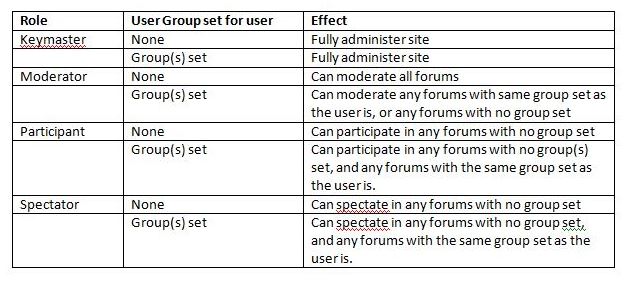 Role User Group set for user Effect
Keymaster None Fully administer site
Group(s) set Fully administer site
Moderator None Can moderate all forums
Group(s) set Can moderate any forums with same group set as
the user is, or any forums with no group set
Participant None Can participate in any forums with no group set
Group(s) set Can participate in any forums with no group(s)
set, and any forums with the same group set as
the user is.
Spectator None Can spectate in any forums with no group set
Group(s) set Can spectate in any forums with no group set,
and any forums with the same group set as the
user is.